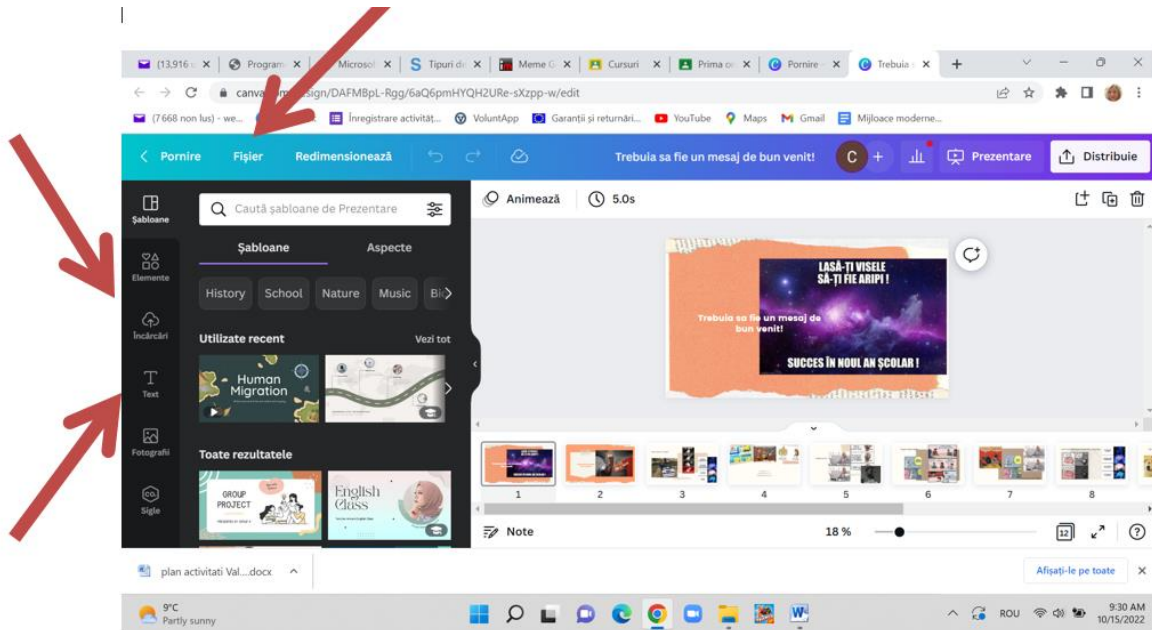 (13,916
Program
Microsof
Tipuri de
Meme G
Cursuri
Prima
Pornire
Trebuia
sign/DAFMBpL-Rgg/6aQ6pmHYQH2URe-sXzpp-w/edit
(7 668 non lus) - we...
Înregistrare activităț...
VoluntApp
Garanții și returnări...
YouTube
Maps
Gmail
Mijloace moderne...
Pornire
Fișier
Redimensionează
Trebuia sa fie un mesaj de bun venit!
C
+
Prezentare
Distribuie
Șabloane
Elemente
Încărcări
Text
Fotografii
CO.
Sigle
Caută șabloane de Prezentare
Șabloane
Aspecte
History
School
Nature
Music
Utilizate recent
Vezi tot
Human
Migration
Toate rezultatele
GROUP
PROJECT
English
Class
Animează
5.0s
LASĂ-TI VISELE
SĂ-ȚI FIE ARIPI !
Trebuia sa fie un mesaj de
bun venit!
SUCCES ÎN NOUL AN ȘCOLAR !
1
2
3
4
5
6
7
8
Note
18 %
12
plan activitati Val....docx
Afișați-le pe toate
9°C
Partly sunny
ROU
9:30 AM
10/15/2022